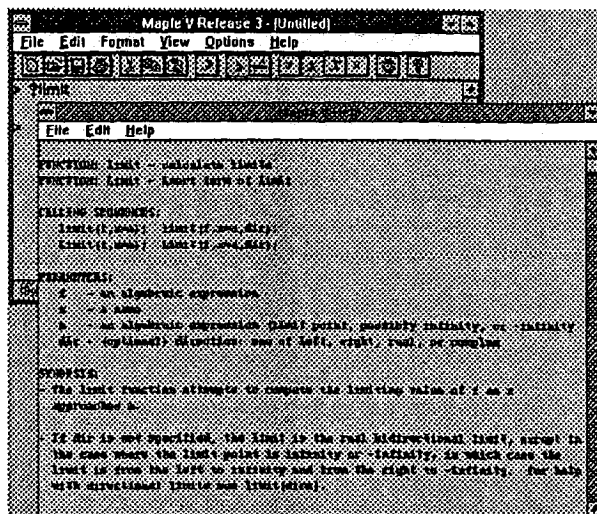 Maple V Release 3 - [Untitled]
File Edit Format View Options Help
?limit
File Edit Help
FUNCTION: limit - calculate limits
FUNCTION: Limit - inert form of limit
CALLING SEQUENCES:
limit(f,x=a); limit(f,x=a,dir);
Limit(f,x=a); Limit(f,x=a,dir);
PARAMETERS:
f - an algebraic expression
x - a name
a - an algebraic expression (limit point, possibly infinity, or -infinity
dir - (optional) direction: one of left, right, real, or complex
SYNOPSIS:
- The limit function attempts to compute the limiting value of f as x
approaches a.
- If dir is not specified, the limit is the real bidirectional limit, except in
the case where the limit point is infinity or -infinity, in which case the
limit is from the left to infinity and from the right to -infinity. For help
with directional limits see limit[dir].